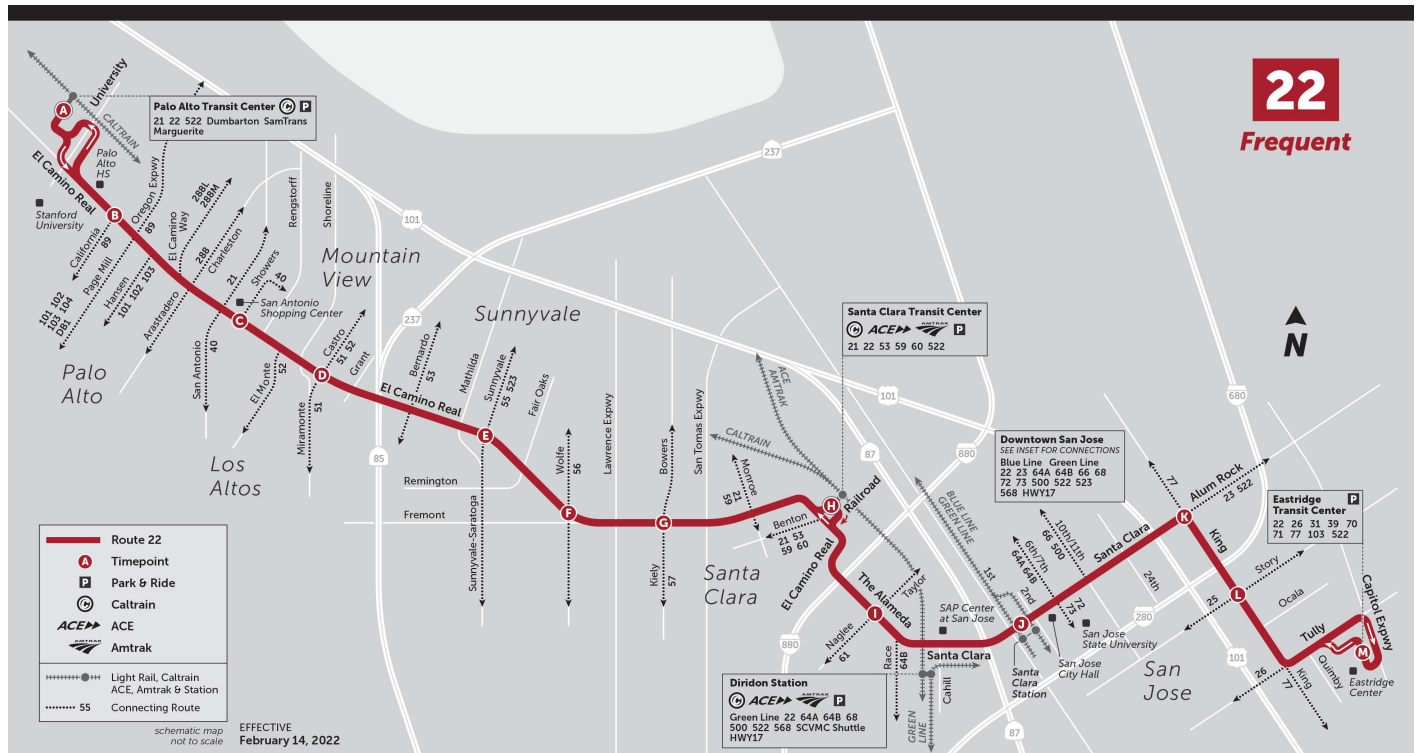 22
Frequent
Palo Alto Transit Center C P
21 22 522 Dumbarton SamTrans
Marguerite
A
University
CALTRAIN
Palo
Alto
HS
El Camino Real
Stanford
University
B
California
89
Oregon Expwy
89
Page Mill
101 102
103 104
DB1
Hansen
101 102 103
El Camino
Way
288L
288M
288
Charleston
Arastradero
21
Showers
40
San Antonio
Shopping Center
C
San Antonio
40
El Monte
52
Rengstorff
Shoreline
Mountain
View
Palo
Alto
Los
Altos
D
Castro
51 52
Grant
Miramonte
51
101
237
237
85
Bernardo
53
El Camino Real
Sunnyvale
Mathilda
Sunnyvale
55 523
Fair Oaks
E
Remington
Fremont
Sunnyvale-Saratoga
Wolfe
56
F
Lawrence Expwy
Bowers
G
Kiely
57
San Tomas Expwy
Monroe
21
59
Santa
Clara
Santa Clara Transit Center
C ACE AMTRAK P
21 22 53 59 60 522
ACE
AMTRAK
CALTRAIN
H
Railroad
Benton
21 53
59 60
El Camino Real
The Alameda
Taylor
I
Naglee
61
880
Race
64B
SAP Center
at San Jose
Santa Clara
Cahill
GREEN
LINE
Diridon Station
C ACE AMTRAK P
Green Line 22 64A 64B 68
500 522 568 SCVMC Shuttle
HWY17
101
87
880
BLUE LINE
GREEN LINE
1st
2nd
J
Santa
Clara
Station
San Jose
City Hall
San Jose
State University
87
Downtown San Jose
SEE INSET FOR CONNECTIONS
Blue Line Green Line
22 23 64A 64B 66 68
72 73 500 522 523
568 HWY17
10th/11th
66 500
6th/7th
64A 64B
72
73
Santa Clara
24th
280
680
N
77
K
Alum Rock
23 522
King
L
Story
25
Ocala
101
San
Jose
26
77
King
Tully
Quimby
Capitol Expwy
M
Eastridge
Center
Eastridge
Transit Center P
22 26 31 39 70
71 77 103 522
Route 22
A Timepoint
P Park & Ride
C Caltrain
ACE ACE
AMTRAK Amtrak
Light Rail, Caltrain
ACE, Amtrak & Station
55 Connecting Route
schematic map
not to scale
EFFECTIVE
February 14, 2022